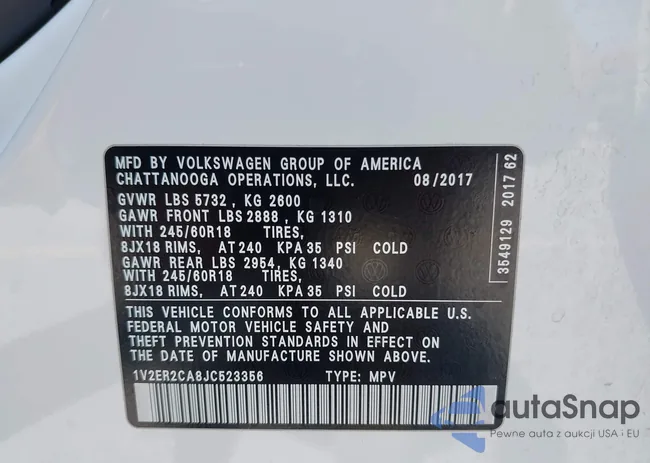 MFD BY VOLKSWAGEN GROUP OF AMERICA
CHATTANOOGA OPERATIONS, LLC. 08/2017
GVWR LBS 5732 , KG 2600
GAWR FRONT LBS 2888 , KG 1310
WITH 245/60R18 TIRES,
8JX18 RIMS, AT 240 KPA 35 PSI COLD
GAWR REAR LBS 2954, KG 1340
WITH 245/60R18 TIRES,
8JX18 RIMS, AT 240 KPA 35 PSI COLD
THIS VEHICLE CONFORMS TO ALL APPLICABLE U.S.
FEDERAL MOTOR VEHICLE SAFETY AND
THEFT PREVENTION STANDARDS IN EFFECT ON
THE DATE OF MANUFACTURE SHOWN ABOVE.
1V2ER2CA8JC523356 TYPE: MPV
3549129 2017 62
autaSnap
Pewne auta z aukcji USA i EU